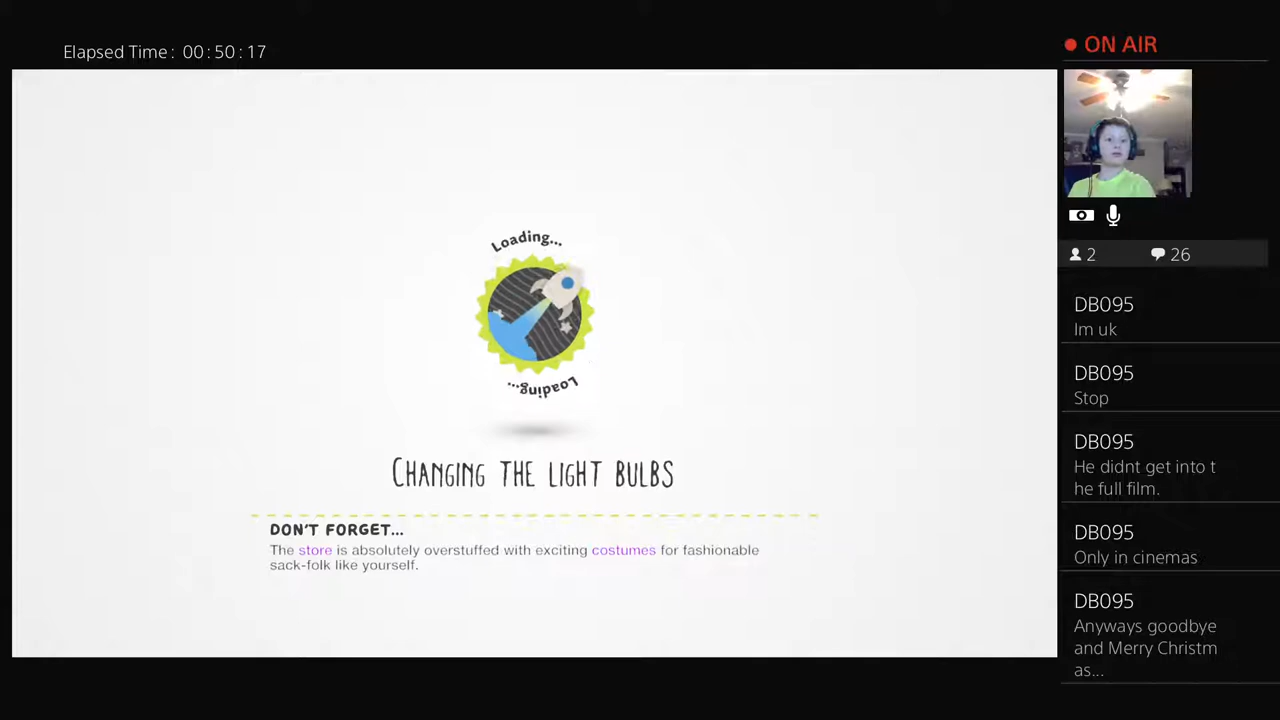 Elapsed Time: 00:50:17
ON AIR
Loading...
Loading...
CHANGING THE LIGHT BULBS
DON'T FORGET...
The store is absolutely overstuffed with exciting costumes for fashionable
sack-folk like yourself.
2
26
DB095
Im uk
DB095
Stop
DB095
He didnt get into t
he full film.
DB095
Only in cinemas
DB095
Anyways goodbye
and Merry Christm
as...